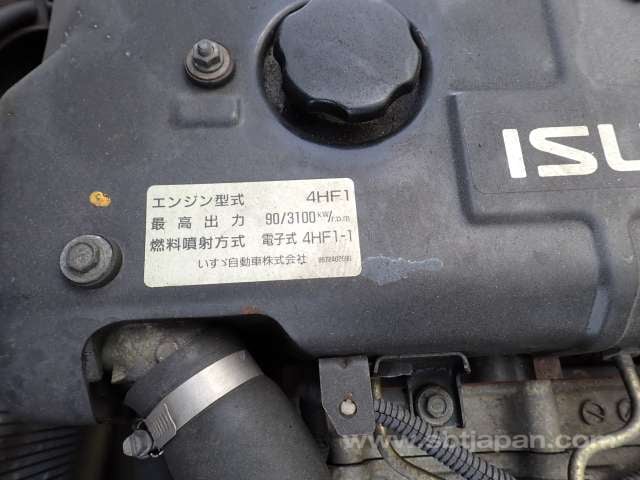 ISU
エンジン型式 4HF1
最高出力 90/3100kW/r.p.m
燃料噴射方式 電子式 4HF1-1
いすゞ自動車株式会社
www.sbtjapan.com